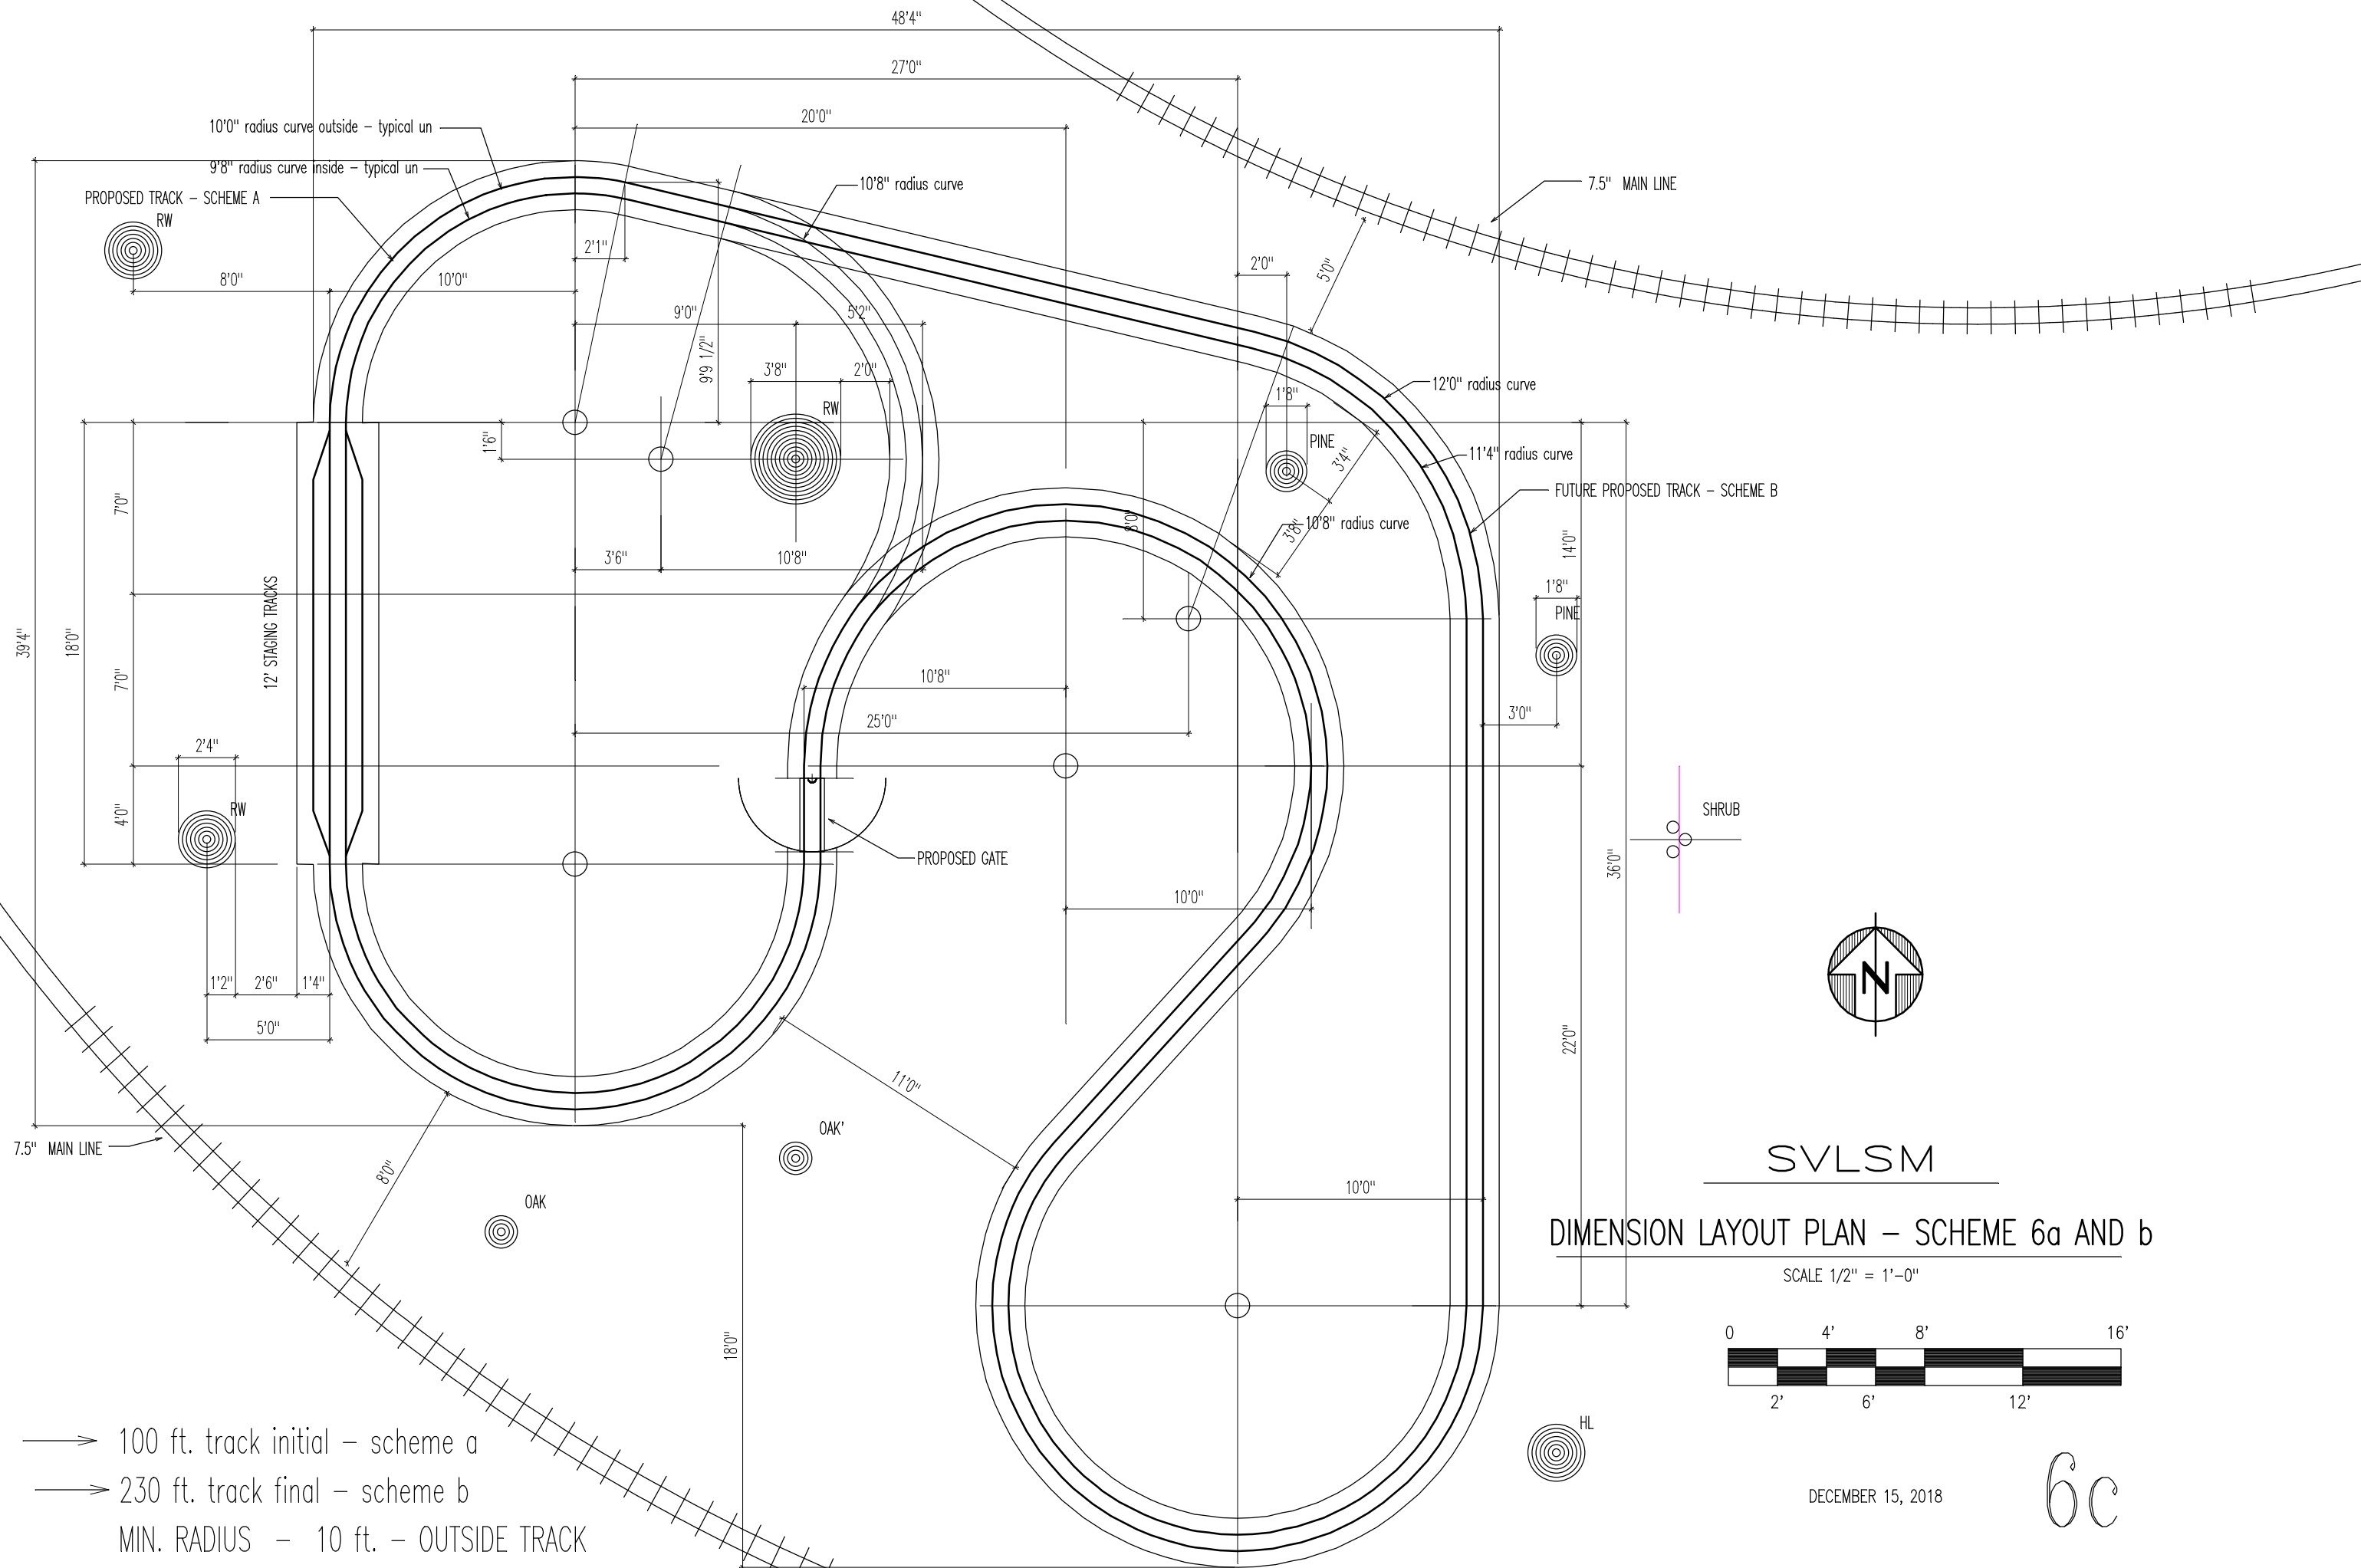 48'4"
27'0"
20'0"
10'0" radius curve outside – typical un
9'8" radius curve inside – typical un
PROPOSED TRACK – SCHEME A
RW
10'8" radius curve
7.5" MAIN LINE
2'1"
8'0"
10'0"
2'0"
5'0"
9'0"
5'2"
9'9 1/2"
3'8"
2'0"
RW
1'6"
12'0" radius curve
1'8"
PINE
3'4"
11'4" radius curve
FUTURE PROPOSED TRACK – SCHEME B
7'0"
8'0"
3'8"
10'8" radius curve
14'0"
3'6"
10'8"
1'8"
PINE
12' STAGING TRACKS
39'4"
18'0"
7'0"
10'8"
25'0"
3'0"
2'4"
RW
4'0"
SHRUB
PROPOSED GATE
36'0"
10'0"
N
1'2"
2'6"
1'4"
5'0"
22'0"
11'0"
OAK'
7.5" MAIN LINE
8'0"
OAK
10'0"
SVLSM
DIMENSION LAYOUT PLAN – SCHEME 6a AND b
SCALE 1/2" = 1'–0"
18'0"
0 4' 8' 16'
2' 6' 12'
HL
100 ft. track initial – scheme a
230 ft. track final – scheme b
MIN. RADIUS – 10 ft. – OUTSIDE TRACK
DECEMBER 15, 2018
6c